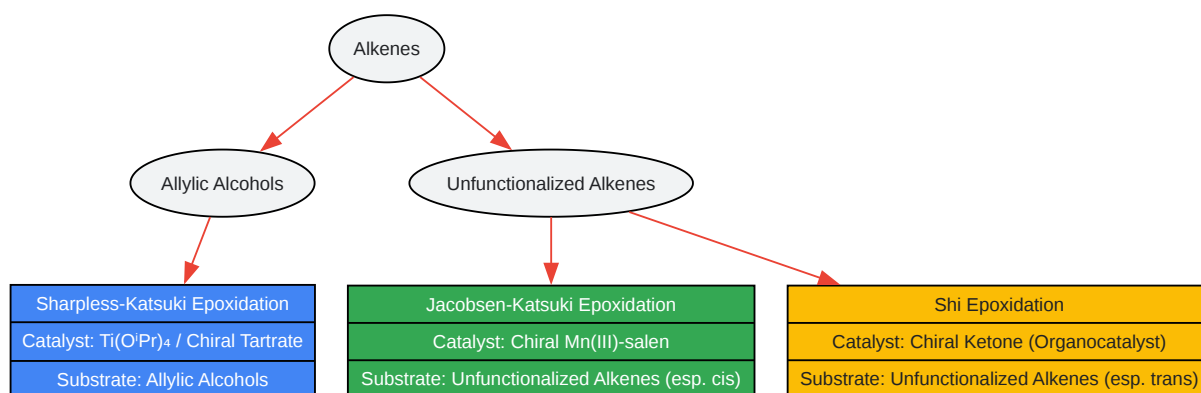 Alkenes
Allylic Alcohols
Unfunctionalized Alkenes
Sharpless-Katsuki Epoxidation
Catalyst: Ti(OⁱPr)₄ / Chiral Tartrate
Substrate: Allylic Alcohols
Jacobsen-Katsuki Epoxidation
Catalyst: Chiral Mn(III)-salen
Substrate: Unfunctionalized Alkenes (esp. cis)
Shi Epoxidation
Catalyst: Chiral Ketone (Organocatalyst)
Substrate: Unfunctionalized Alkenes (esp. trans)